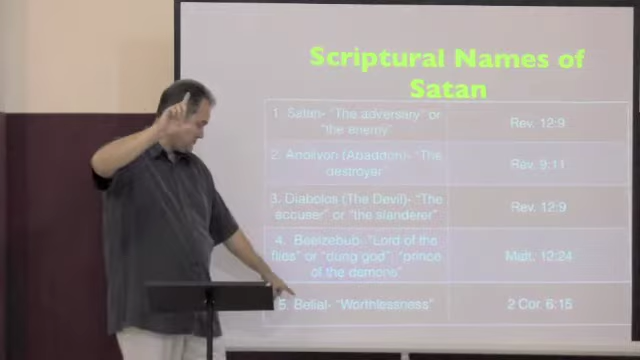 Scriptural Names of
Satan
1. Satan- "The adversary" or
"the enemy"
Rev. 12:9
2. Apollyon (Abaddon)- "The
destroyer
Rev. 9:11
3. Diabolos (The Devil)- "The
accuser" or "the slanderer"
Rev. 12:9
4. Beelzebub- "Lord of the
flies" or "dung god"; "prince
of the demons"
Matt. 12:24
5. Belial- "Worthlessness"
2 Cor. 6:15